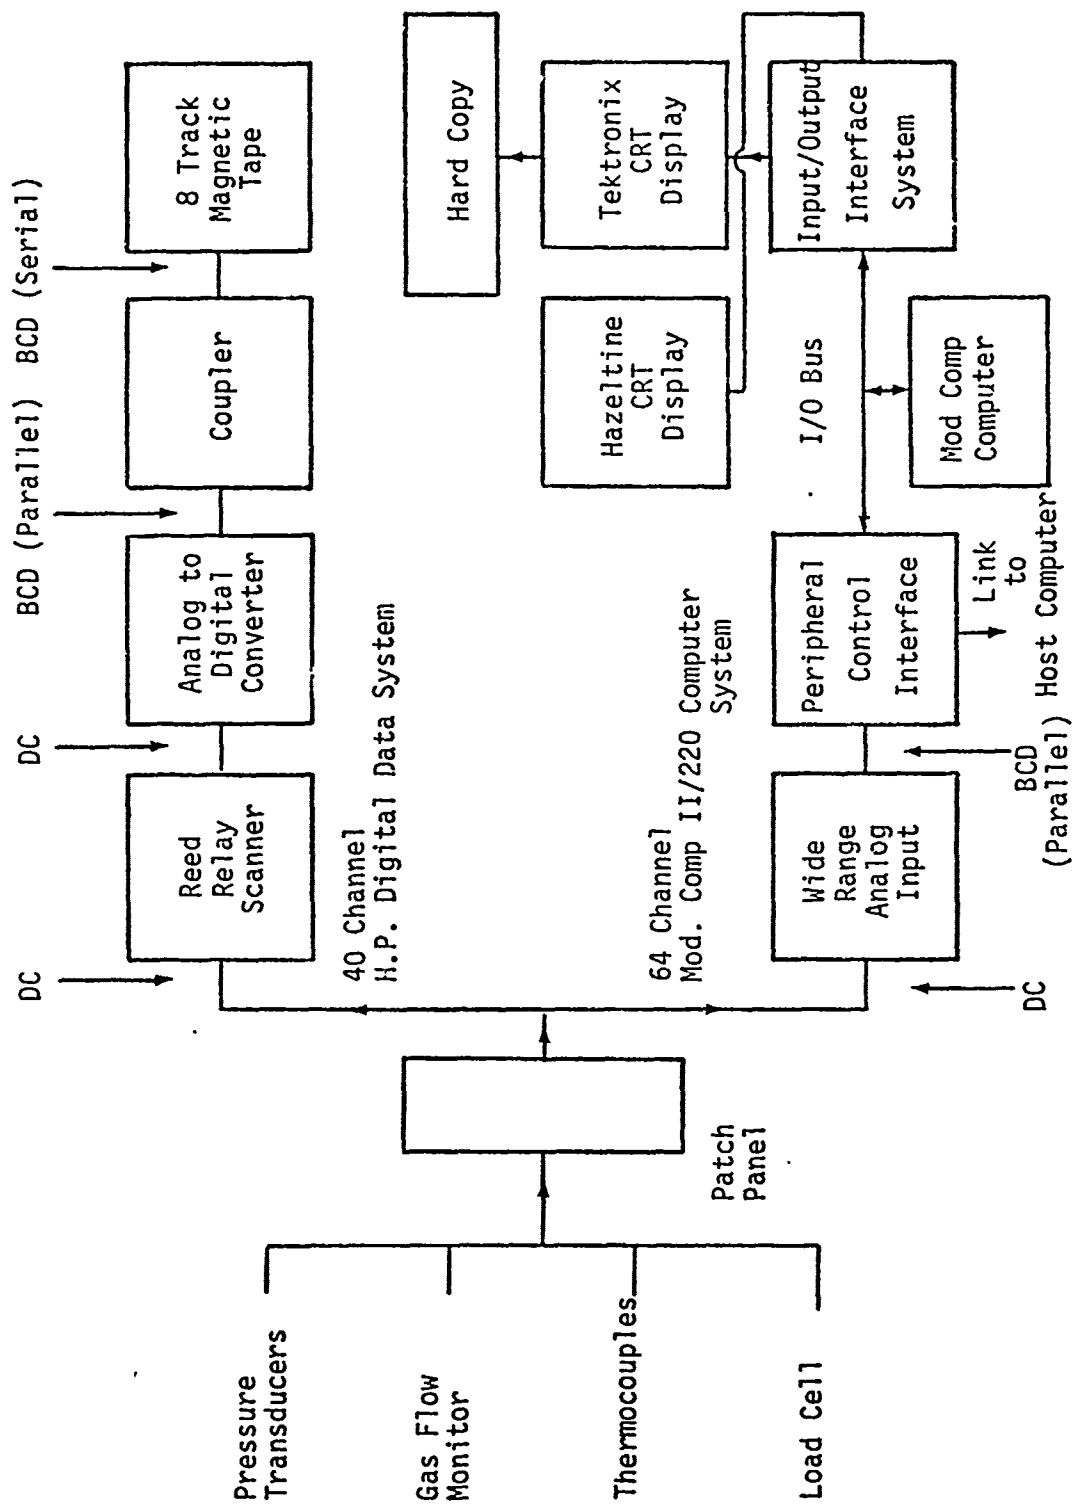 Pressure
Transducers
Gas Flow
Monitor
Thermocouples
Load Cell
Patch
Panel
DC
DC
BCD (Parallel)
BCD (Serial)
Reed
Relay
Scanner
Analog to
Digital
Converter
Coupler
8 Track
Magnetic
Tape
40 Channel
H.P. Digital Data System
64 Channel
Mod. Comp II/220 Computer
System
Hard Copy
Hazeltine
CRT
Display
Tektronix
CRT
Display
I/O Bus
Wide
Range
Analog
Input
Peripheral
Control
Interface
Input/Output
Interface
System
Mod Comp
Computer
DC
BCD
(Parallel)
Link
to
Host Computer